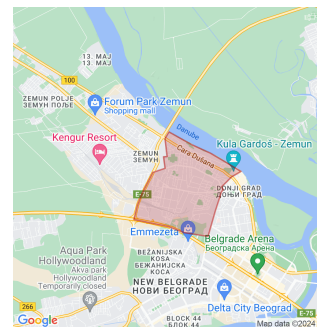 13. MAJ
13. МАЈ
100
ZEMUN POLJE
ЗЕМУН ПОЉЕ
Forum Park Zemun
Shopping mall
Danube
Kengur Resort
ZEMUN
ЗЕМУН
Cara Dušana
Kula Gardoš - Zemun
E-75
DONJI GRAD
ДОЊИ ГРАД
Emmezeta
E-75
Belgrade Arena
Београдска Арена
BEŽANIJSKA
KOSA
БЕЖАНИЈСКА
КОСА
Aqua Park
Hollywoodland
Akva park
Hollywoodland
Temporarily closed
NEW BELGRADE
НОВИ БЕОГРАД
Delta City Beograd
BLOCK 44
БЛОК 44
Google
Map data ©2024